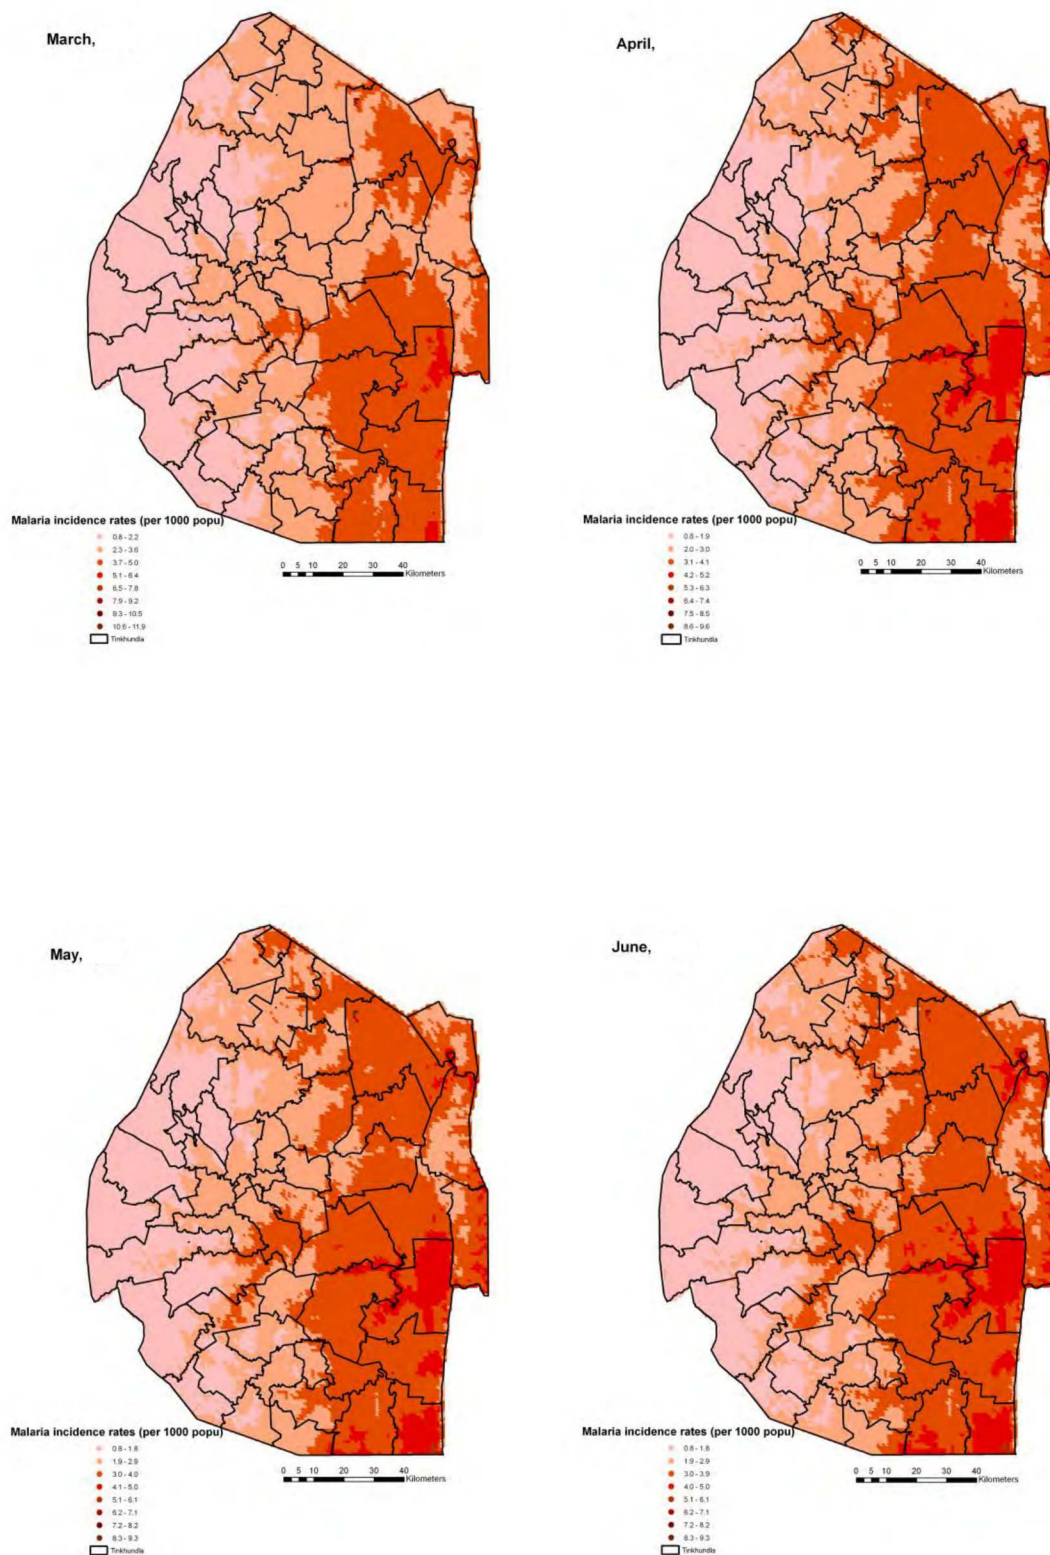 March,
Malaria incidence rates (per 1000 popu)
0.8 - 2.2
2.3 - 3.6
3.7 - 5.0
5.1 - 6.4
6.5 - 7.8
7.9 - 9.2
9.3 - 10.5
10.6 - 11.9
Tinkhundla
0 5 10 20 30 40
Kilometers
April,
Malaria incidence rates (per 1000 popu)
0.8 - 1.9
2.0 - 3.0
3.1 - 4.1
4.2 - 5.2
5.3 - 6.3
6.4 - 7.4
7.5 - 8.5
8.6 - 9.6
Tinkhundla
0 5 10 20 30 40
Kilometers
May,
Malaria incidence rates (per 1000 popu)
0.8 - 1.8
1.9 - 2.9
3.0 - 4.0
4.1 - 5.0
5.1 - 6.1
6.2 - 7.1
7.2 - 8.2
8.3 - 9.3
Tinkhundla
0 5 10 20 30 40
Kilometers
June,
Malaria incidence rates (per 1000 popu)
0.8 - 1.8
1.9 - 2.9
3.0 - 3.9
4.0 - 5.0
5.1 - 6.1
6.2 - 7.1
7.2 - 8.2
8.3 - 9.3
Tinkhundla
0 5 10 20 30 40
Kilometers